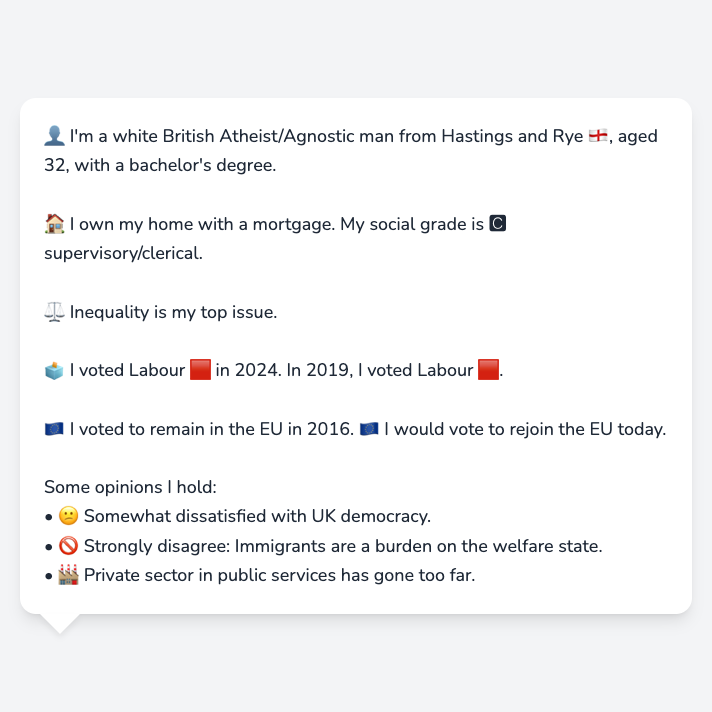 👤 I'm a white British Atheist/Agnostic man from Hastings and Rye 🏴󠁧󠁢󠁥󠁮󠁧󠁿, aged
32, with a bachelor's degree.
🏠 I own my home with a mortgage. My social grade is 🅲
supervisory/clerical.
⚖️ Inequality is my top issue.
🗳️ I voted Labour 🟥 in 2024. In 2019, I voted Labour 🟥.
🇪🇺 I voted to remain in the EU in 2016. 🇪🇺 I would vote to rejoin the EU today.
Some opinions I hold:
• 😕 Somewhat dissatisfied with UK democracy.
• 🚫 Strongly disagree: Immigrants are a burden on the welfare state.
• 🏭 Private sector in public services has gone too far.